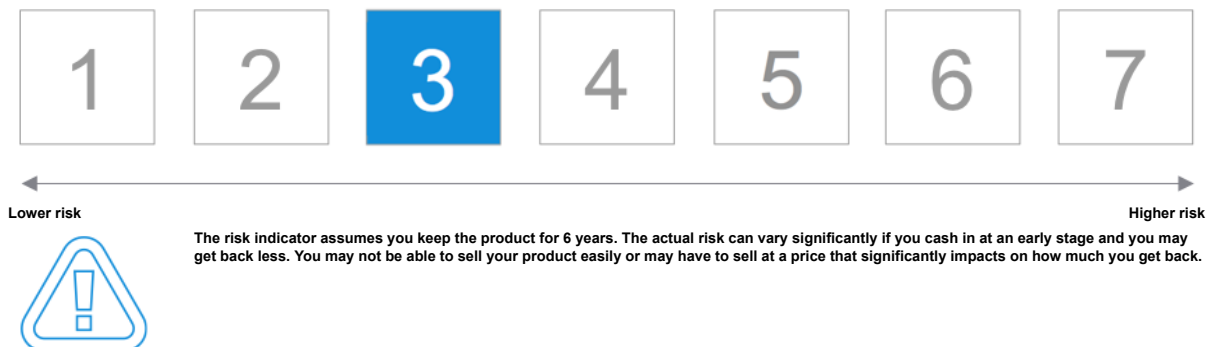 1 2 3 4 5 6 7
Lower risk Higher risk
The risk indicator assumes you keep the product for 6 years. The actual risk can vary significantly if you cash in at an early stage and you may
get back less. You may not be able to sell your product easily or may have to sell at a price that significantly impacts on how much you get back.